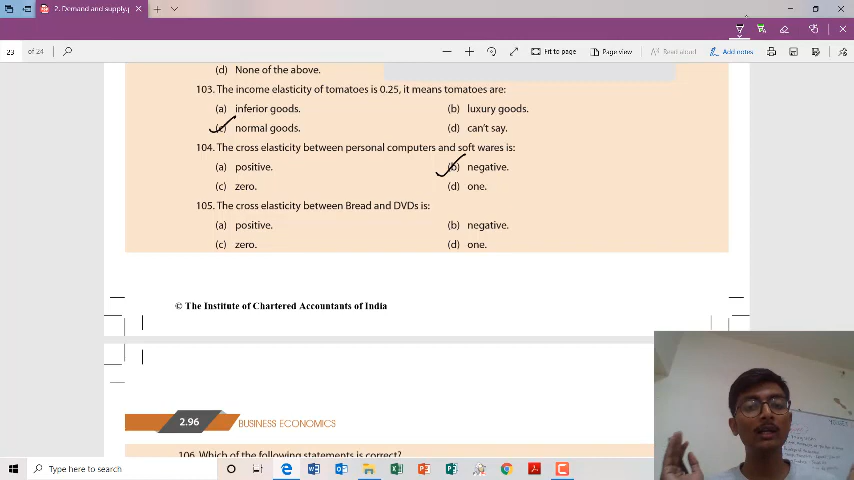 2. Demand and supply.p
23 of 24
Fit to page
Page view
Read aloud
Add notes
(d) None of the above.
103. The income elasticity of tomatoes is 0.25, it means tomatoes are:
(a) inferior goods. (b) luxury goods.
(c) normal goods. (d) can't say.
104. The cross elasticity between personal computers and soft wares is:
(a) positive. (b) negative.
(c) zero. (d) one.
105. The cross elasticity between Bread and DVDs is:
(a) positive. (b) negative.
(c) zero. (d) one.
© The Institute of Chartered Accountants of India
2.96 BUSINESS ECONOMICS
106. Which of the following statements is correct?
Type here to search